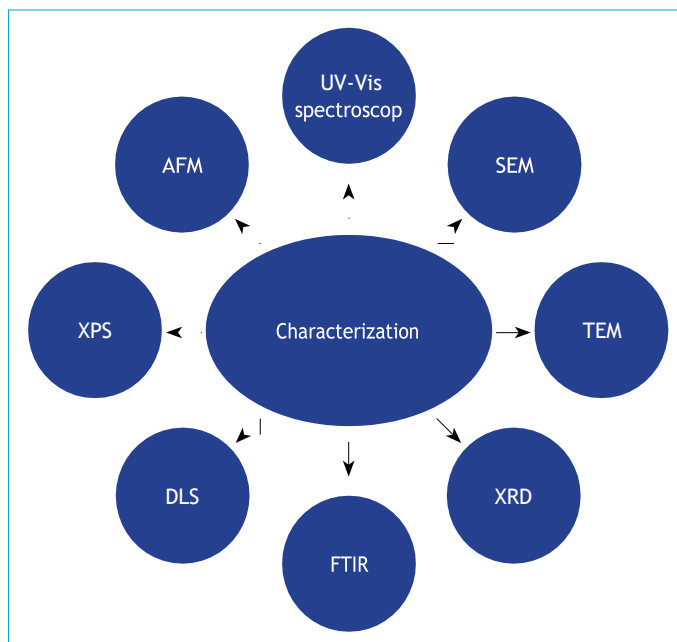 UV-Vis
spectroscop
AFM
SEM
XPS
Characterization
TEM
DLS
XRD
FTIR